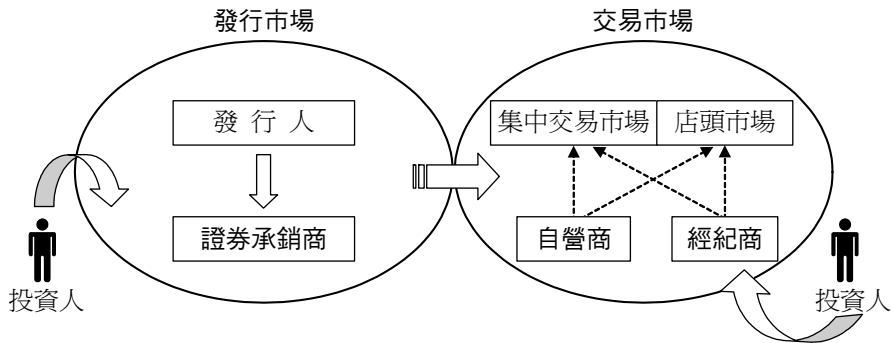 發行市場
交易市場
發行人
集中交易市場
店頭市場
證券承銷商
自營商
經紀商
投資人
投資人